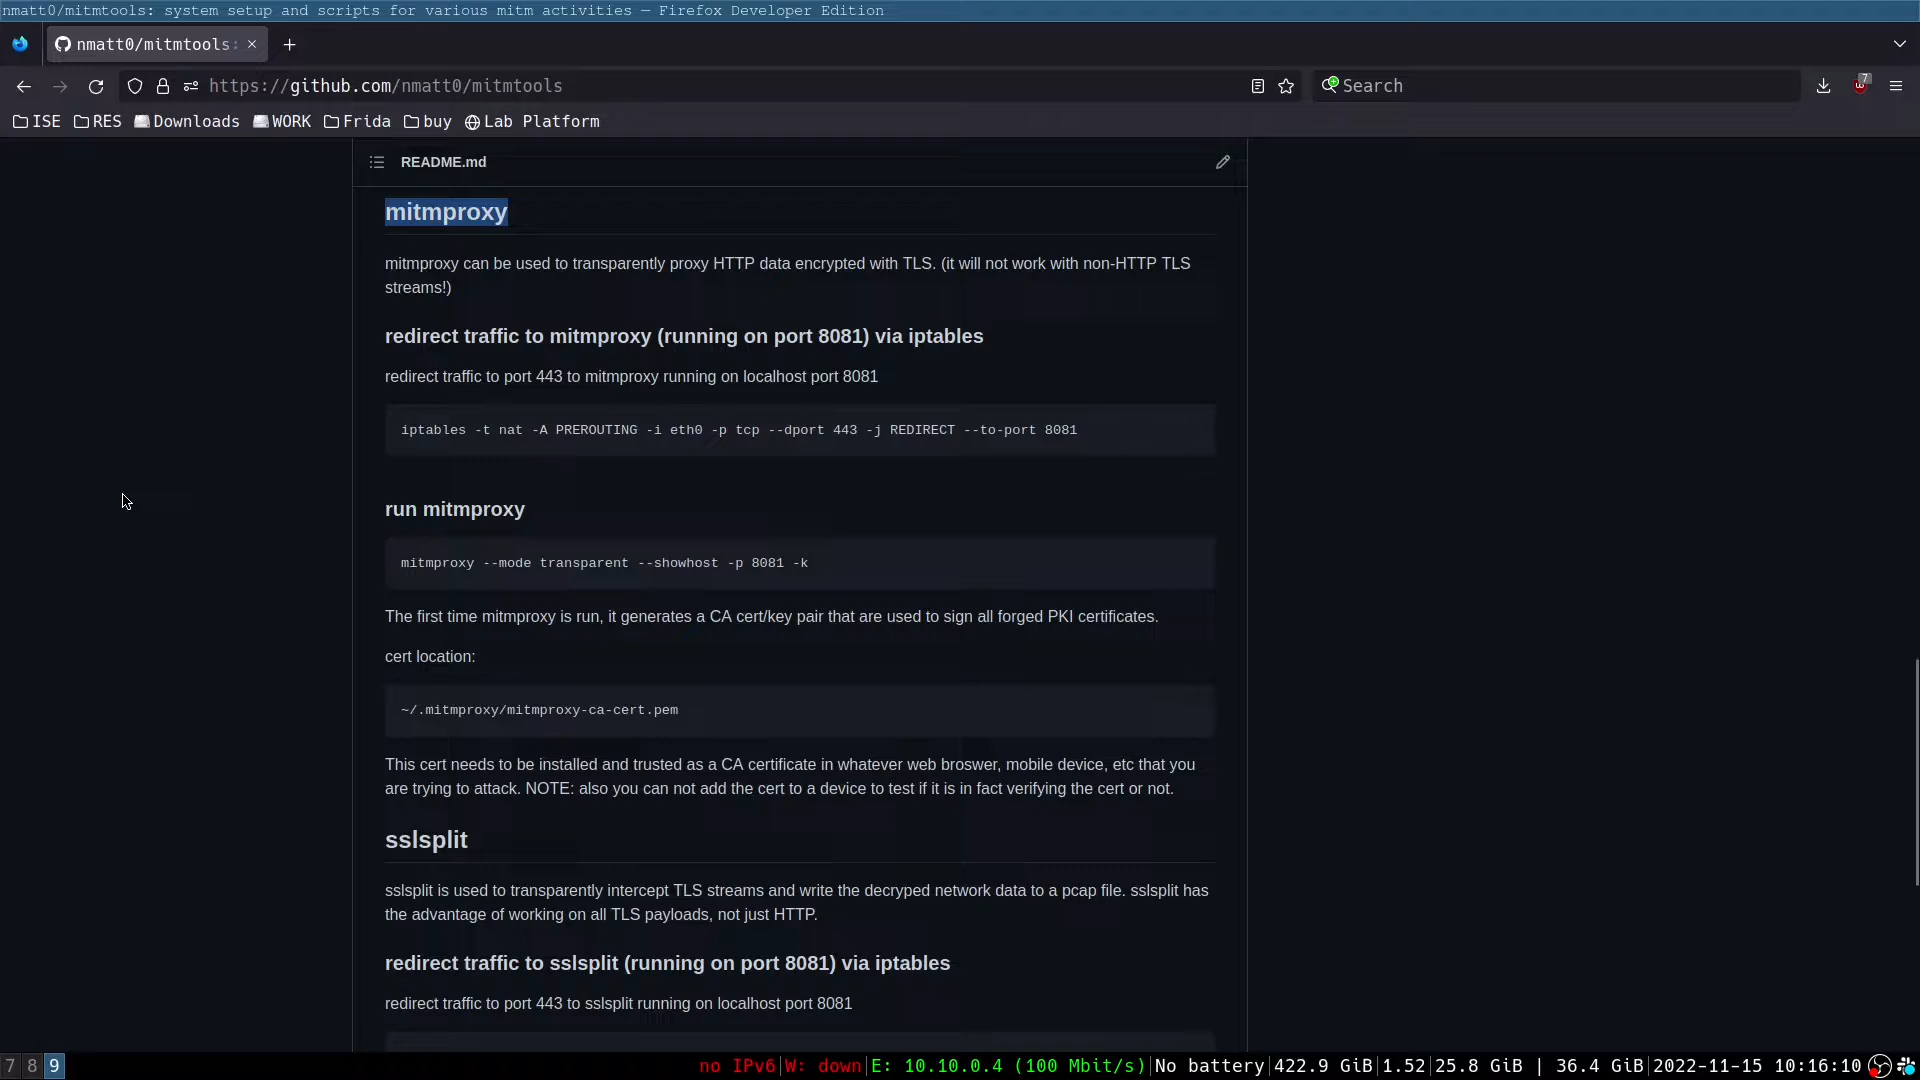 nmatt0/mitmtools: system setup and scripts for various mitm activities — Firefox Developer Edition
nmatt0/mitmtools:
https://github.com/nmatt0/mitmtools
Search
7
ISE RES Downloads WORK Frida buy Lab Platform
README.md
mitmproxy
mitmproxy can be used to transparently proxy HTTP data encrypted with TLS. (it will not work with non-HTTP TLS
streams!)
redirect traffic to mitmproxy (running on port 8081) via iptables
redirect traffic to port 443 to mitmproxy running on localhost port 8081
iptables -t nat -A PREROUTING -i eth0 -p tcp --dport 443 -j REDIRECT --to-port 8081
run mitmproxy
mitmproxy --mode transparent --showhost -p 8081 -k
The first time mitmproxy is run, it generates a CA cert/key pair that are used to sign all forged PKI certificates.
cert location:
~/.mitmproxy/mitmproxy-ca-cert.pem
This cert needs to be installed and trusted as a CA certificate in whatever web broswer, mobile device, etc that you
are trying to attack. NOTE: also you can not add the cert to a device to test if it is in fact verifying the cert or not.
sslsplit
sslsplit is used to transparently intercept TLS streams and write the decryped network data to a pcap file. sslsplit has
the advantage of working on all TLS payloads, not just HTTP.
redirect traffic to sslsplit (running on port 8081) via iptables
redirect traffic to port 443 to sslsplit running on localhost port 8081
7 8 9 no IPv6|W: down|E: 10.10.0.4 (100 Mbit/s)|No battery|422.9 GiB|1.52|25.8 GiB | 36.4 GiB|2022-11-15 10:16:10